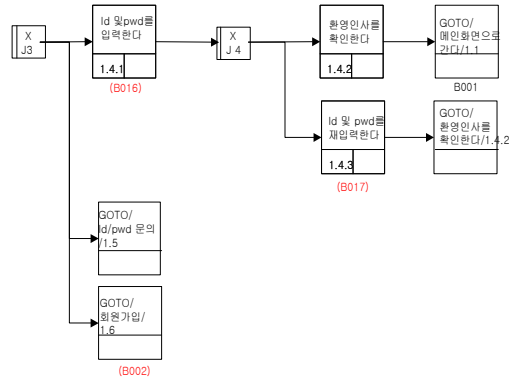 X
J3
Id 및pwd를
입력한다
1.4.1
(B016)
X
J 4
환영인사를
확인한다
1.4.2
GOTO/
메인화면으로
간다/1.1
B001
Id 및 pwd를
재입력한다
1.4.3
(B017)
GOTO/
환영인사를
확인한다/1.4.2
GOTO/
Id/pwd 문의
/1.5
GOTO/
회원가입/
1.6
(B002)